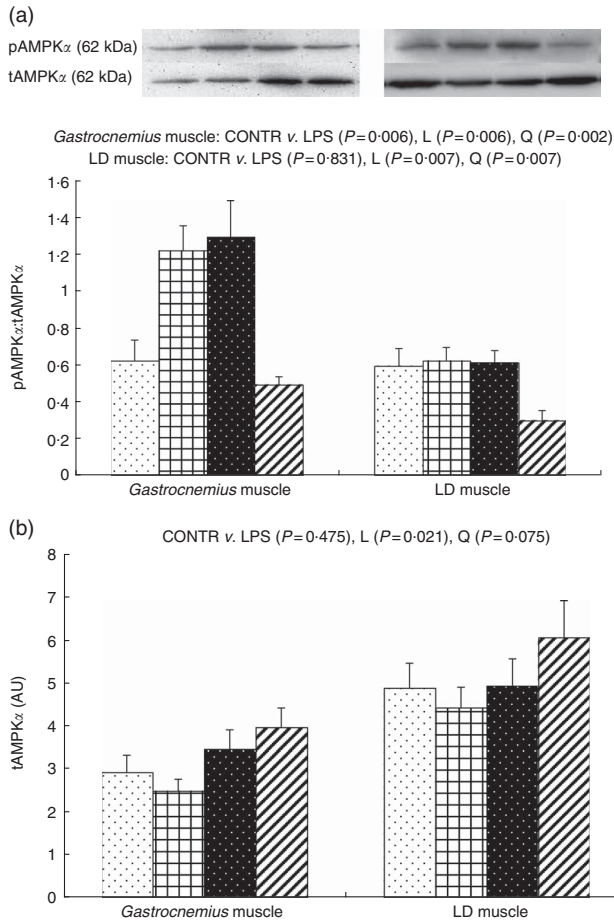 (a)
pAMPKα (62 kDa)
tAMPKα (62 kDa)
Gastrocnemius muscle: CONTR v. LPS (P=0·006), L (P=0·006), Q (P=0·002)
LD muscle: CONTR v. LPS (P=0·831), L (P=0·007), Q (P=0·007)
1·6
1·4
1·2
1
0·8
0·6
0·4
0·2
0
pAMPKα:tAMPKα
Gastrocnemius muscle
LD muscle
(b)
CONTR v. LPS (P=0·475), L (P=0·021), Q (P=0·075)
8
7
6
5
4
3
2
1
0
tAMPKα (AU)
Gastrocnemius muscle
LD muscle